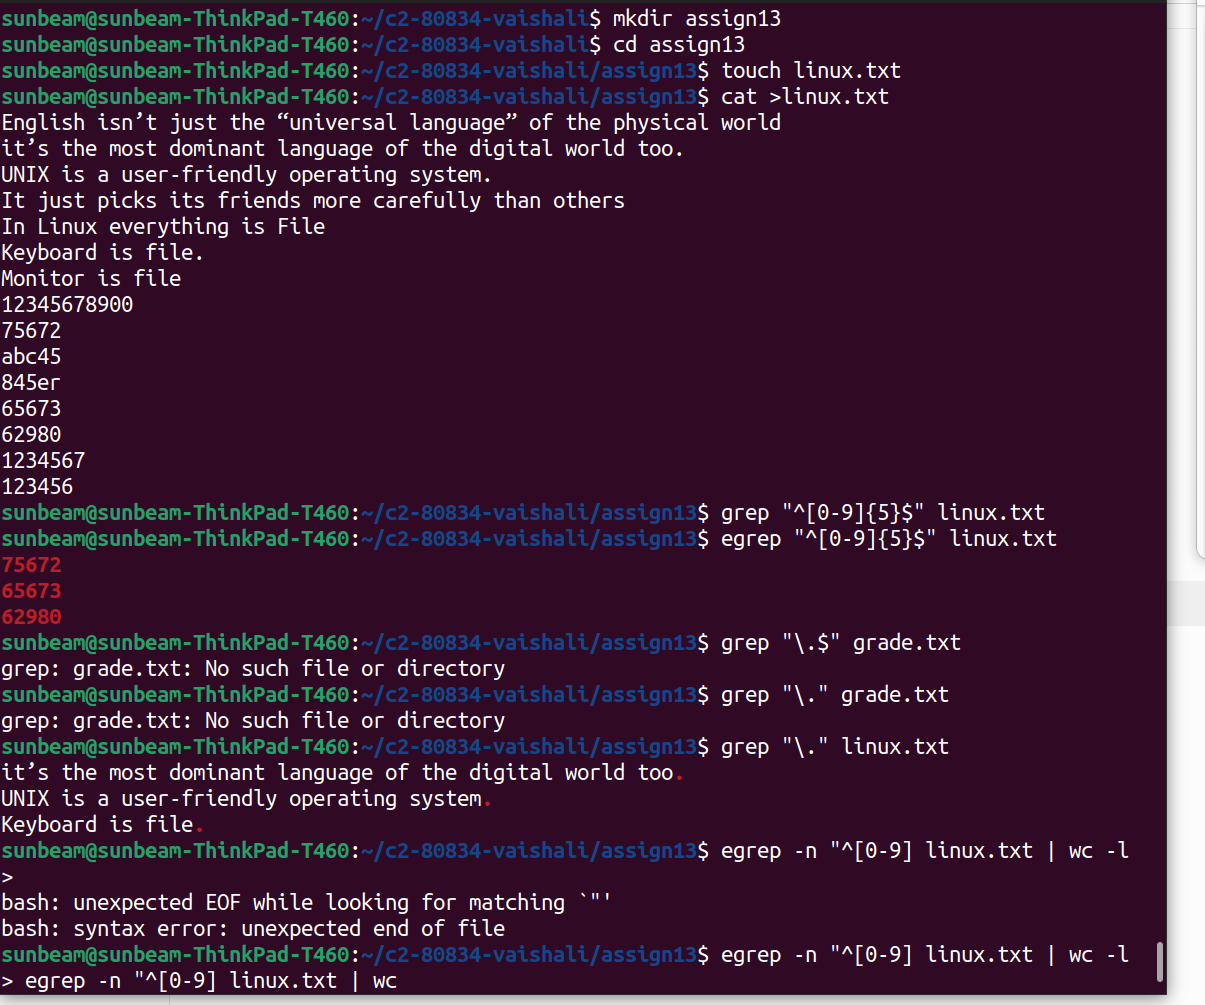 sunbeam@sunbeam-ThinkPad-T460:~/c2-80834-vaishali$ mkdir assign13
sunbeam@sunbeam-ThinkPad-T460:~/c2-80834-vaishali$ cd assign13
sunbeam@sunbeam-ThinkPad-T460:~/c2-80834-vaishali/assign13$ touch linux.txt
sunbeam@sunbeam-ThinkPad-T460:~/c2-80834-vaishali/assign13$ cat >linux.txt
English isn’t just the “universal language” of the physical world
it’s the most dominant language of the digital world too.
UNIX is a user-friendly operating system.
It just picks its friends more carefully than others
In Linux everything is File
Keyboard is file.
Monitor is file
12345678900
75672
abc45
845er
65673
62980
1234567
123456
sunbeam@sunbeam-ThinkPad-T460:~/c2-80834-vaishali/assign13$ grep "^[0-9]{5}$" linux.txt
sunbeam@sunbeam-ThinkPad-T460:~/c2-80834-vaishali/assign13$ egrep "^[0-9]{5}$" linux.txt
75672
65673
62980
sunbeam@sunbeam-ThinkPad-T460:~/c2-80834-vaishali/assign13$ grep "\.$" grade.txt
grep: grade.txt: No such file or directory
sunbeam@sunbeam-ThinkPad-T460:~/c2-80834-vaishali/assign13$ grep "\." grade.txt
grep: grade.txt: No such file or directory
sunbeam@sunbeam-ThinkPad-T460:~/c2-80834-vaishali/assign13$ grep "\." linux.txt
it’s the most dominant language of the digital world too.
UNIX is a user-friendly operating system.
Keyboard is file.
sunbeam@sunbeam-ThinkPad-T460:~/c2-80834-vaishali/assign13$ egrep -n "^[0-9] linux.txt | wc -l
>
bash: unexpected EOF while looking for matching `"'
bash: syntax error: unexpected end of file
sunbeam@sunbeam-ThinkPad-T460:~/c2-80834-vaishali/assign13$ egrep -n "^[0-9] linux.txt | wc -l
> egrep -n "^[0-9] linux.txt | wc